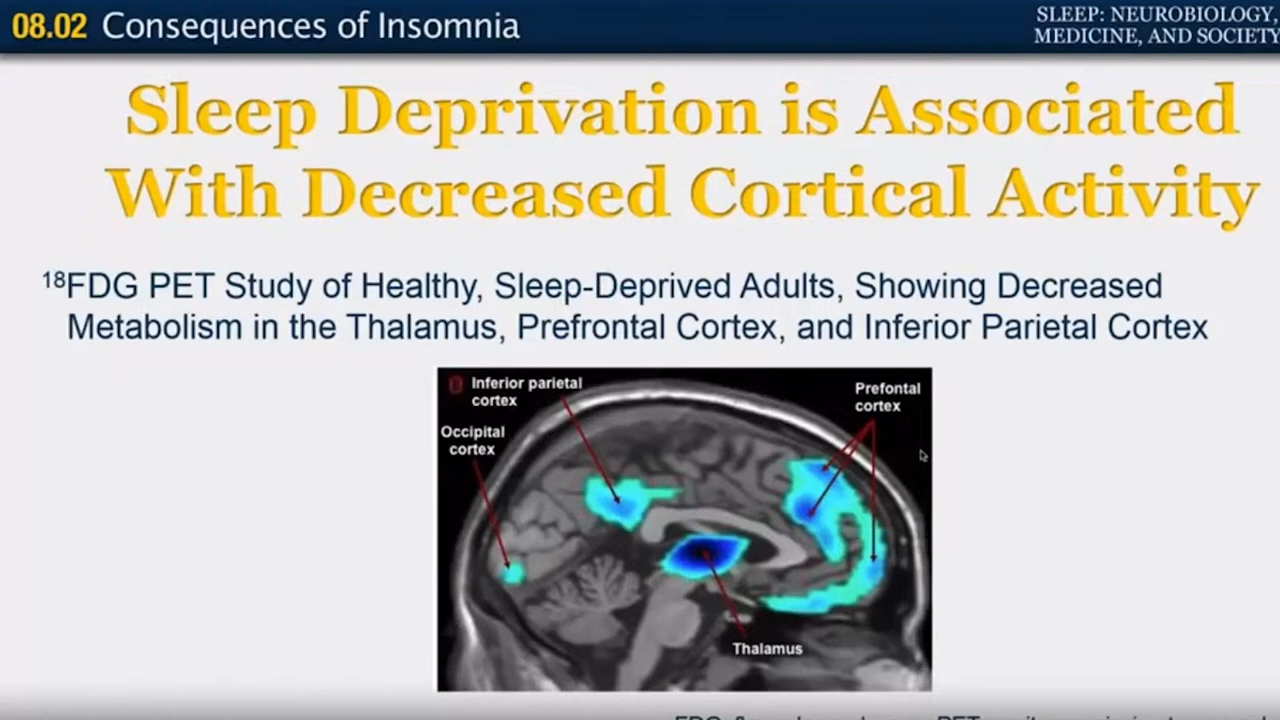 08.02 Consequences of Insomnia
SLEEP: NEUROBIOLOGY,
MEDICINE, AND SOCIETY
Sleep Deprivation is Associated
With Decreased Cortical Activity
18FDG PET Study of Healthy, Sleep-Deprived Adults, Showing Decreased
Metabolism in the Thalamus, Prefrontal Cortex, and Inferior Parietal Cortex
Inferior parietal
cortex
Prefontal
cortex
Occipital
cortex
Thalamus